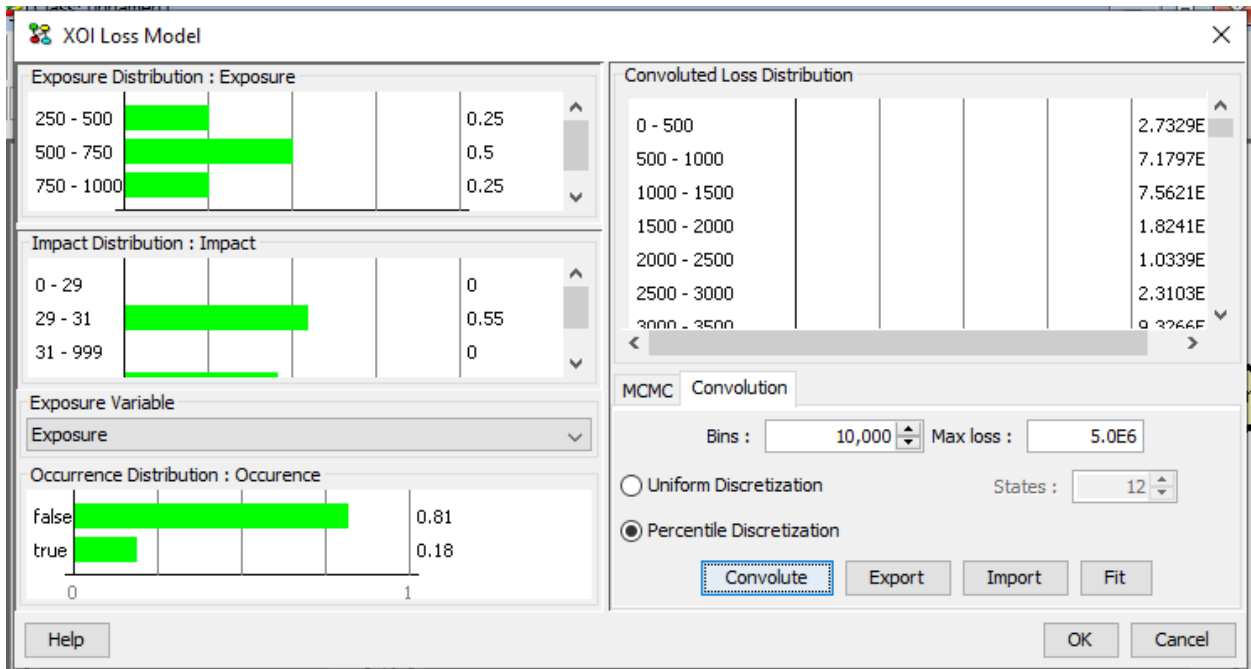 XOI Loss Model
Exposure Distribution : Exposure
250 - 500 0.25
500 - 750 0.5
750 - 1000 0.25
Impact Distribution : Impact
0 - 29 0
29 - 31 0.55
31 - 999 0
Exposure Variable
Exposure
Occurrence Distribution : Occurence
false 0.81
true 0.18
0 1
Convoluted Loss Distribution
0 - 500 2.7329E
500 - 1000 7.1797E
1000 - 1500 7.5621E
1500 - 2000 1.8241E
2000 - 2500 1.0339E
2500 - 3000 2.3103E
3000 - 3500 9.3266E
MCMC Convolution
Bins : 10,000 Max loss : 5.0E6
Uniform Discretization States : 12
Percentile Discretization
Convolute Export Import Fit
Help OK Cancel